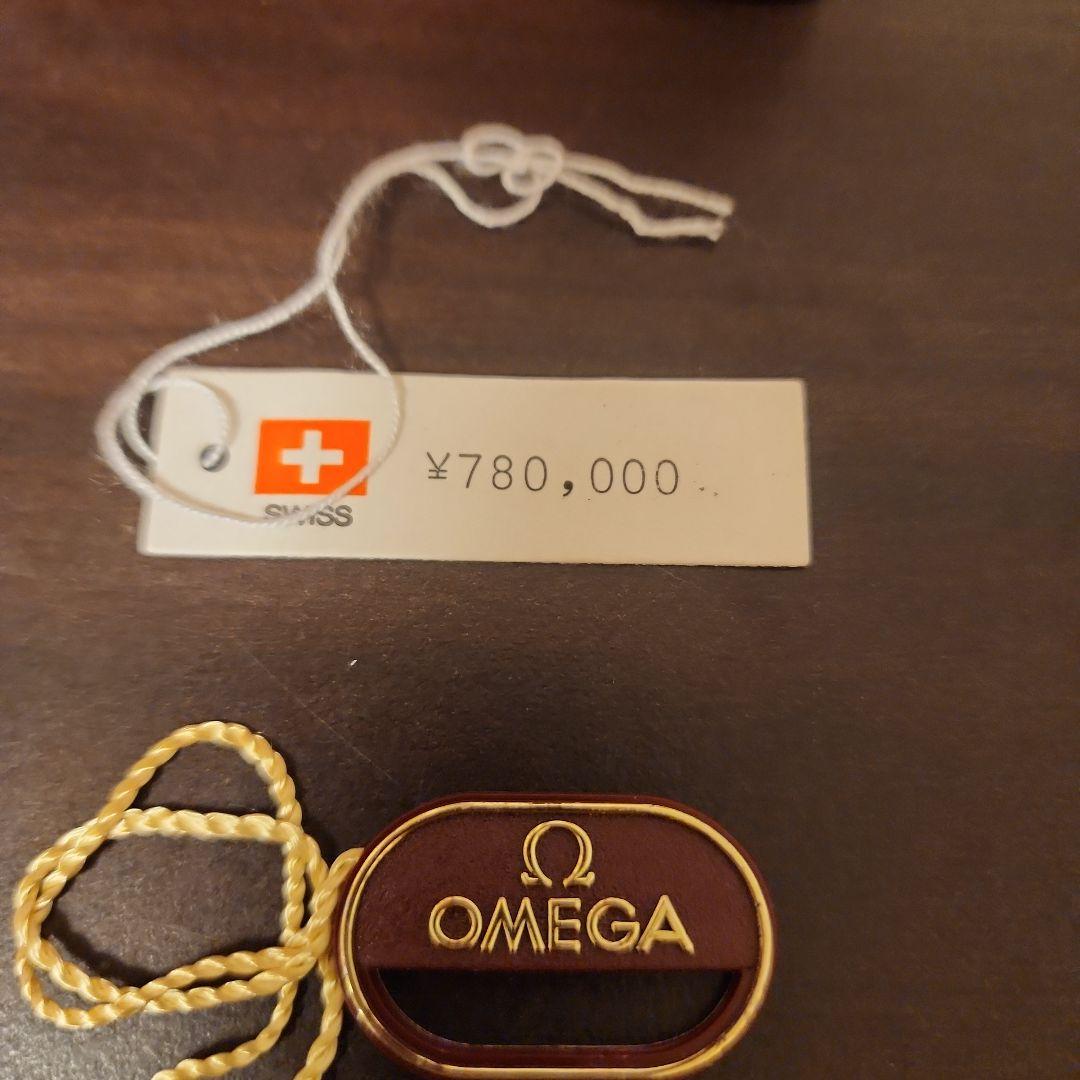 ¥780,000
SWISS
Ω
OMEGA